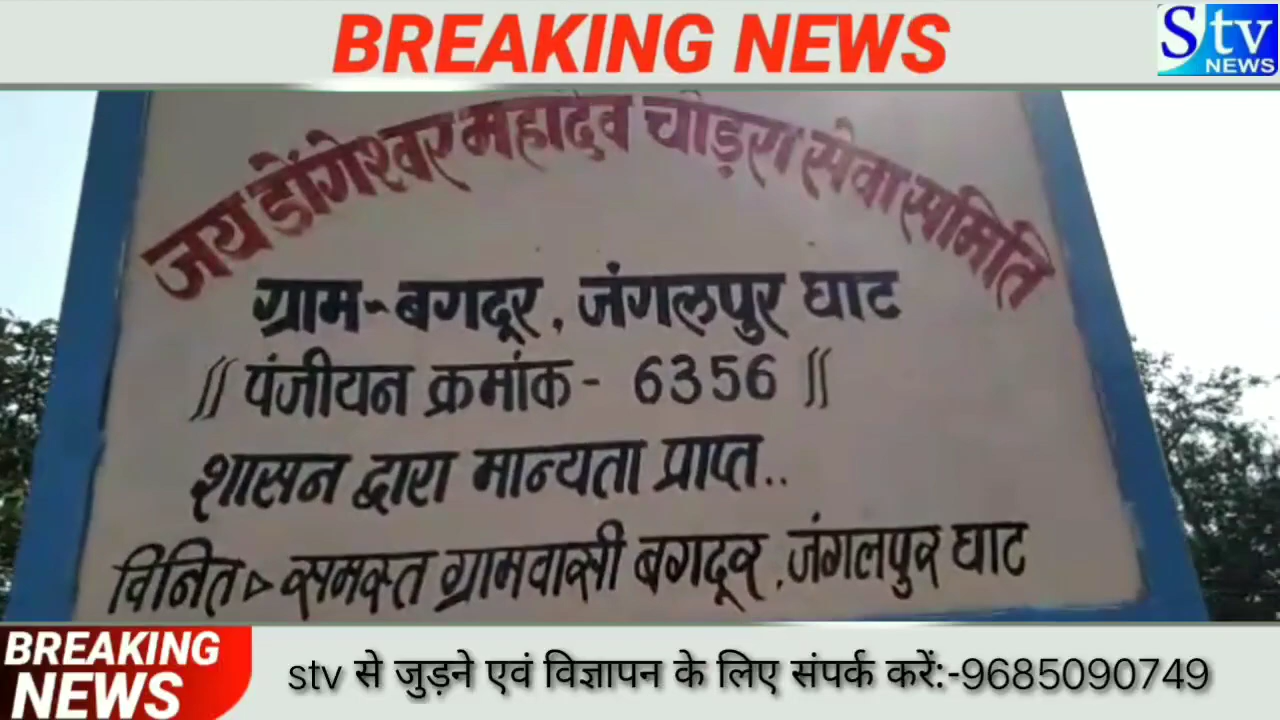 BREAKING NEWS
Stv
NEWS
जय डोंगेश्वर महादेव चोड़रा सेवा समिति
ग्राम-बगदूर, जंगलपुर घाट
// पंजीयन क्रमांक - 6356 //
शासन द्वारा मान्यता प्राप्त..
विनित▷ समस्त ग्रामवासी बगदूर, जंगलपुर घाट
BREAKING
NEWS
stv से जुड़ने एवं विज्ञापन के लिए संपर्क करें:-9685090749